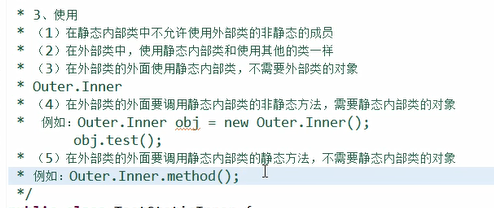 * 3、使用
* （1）在静态内部类中不允许使用外部类的非静态的成员
* （2）在外部类中，使用静态内部类和使用其他的类一样
* （3）在外部类的外面使用静态内部类，不需要外部类的对象
* Outer.Inner
* （4）在外部类的外面要调用静态内部类的非静态方法，需要静态内部类的对象
* 例如：Outer.Inner obj = new Outer.Inner();
obj.test();
* （5）在外部类的外面要调用静态内部类的静态方法，不需要静态内部类的对象
* 例如：Outer.Inner.method();
*/